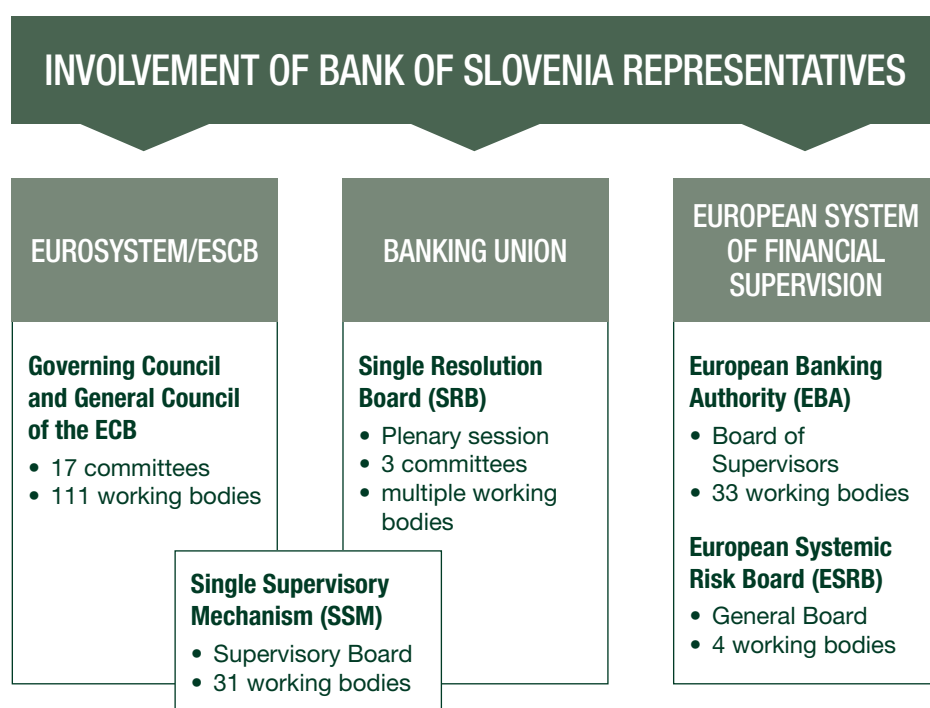 INVOLVEMENT OF BANK OF SLOVENIA REPRESENTATIVES
EUROSYSTEM/ESCB
Governing Council
and General Council
of the ECB
• 17 committees
• 111 working bodies
BANKING UNION
Single Resolution
Board (SRB)
• Plenary session
• 3 committees
• multiple working
bodies
Single Supervisory
Mechanism (SSM)
• Supervisory Board
• 31 working bodies
EUROPEAN SYSTEM
OF FINANCIAL
SUPERVISION
European Banking
Authority (EBA)
• Board of
Supervisors
• 33 working bodies
European Systemic
Risk Board (ESRB)
• General Board
• 4 working bodies